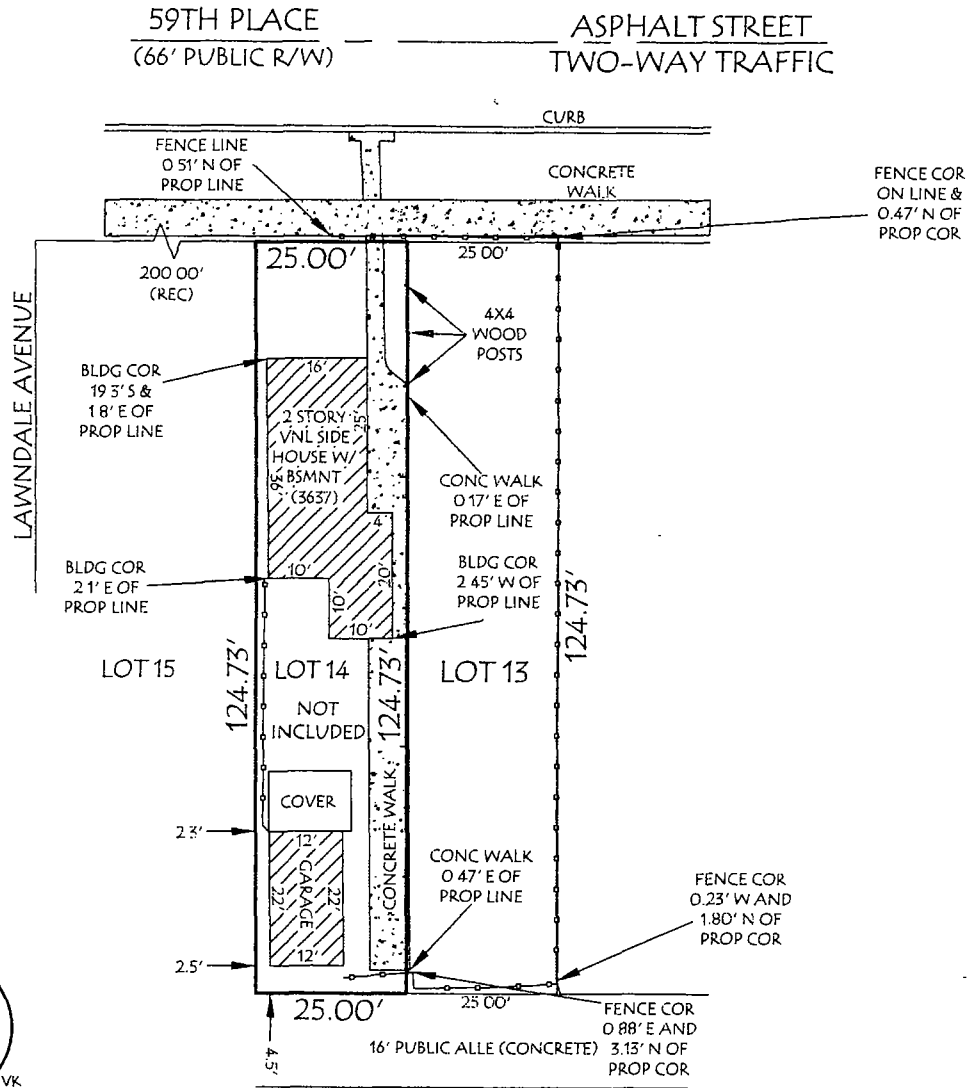 59TH PLACE
(66' PUBLIC R/W)
ASPHALT STREET
TWO-WAY TRAFFIC
CURB
FENCE LINE
0 51' N OF
PROP LINE
CONCRETE
WALK
FENCE COR
ON LINE &
0.47' N OF
PROP COR
25.00'
25 00'
200 00'
(REC)
LAWNDALE AVENUE
4X4
WOOD
POSTS
BLDG COR
19 3' S &
1 8' E OF
PROP LINE
16'
2 STORY
VNL SIDE
HOUSE W/
BSMNT
(3637)
25'
36'
CONC WALK
0 17' E OF
PROP LINE
4'
BLDG COR
2 1' E OF
PROP LINE
10'
20'
10'
10'
BLDG COR
2 45' W OF
PROP LINE
124.73'
124.73'
124.73'
LOT 15
LOT 14
LOT 13
NOT
INCLUDED
COVER
CONCRETE WALK
2 3'
12'
GARAGE
22'
22'
12'
2.5'
CONC WALK
0 47' E OF
PROP LINE
FENCE COR
0.23' W AND
1.80' N OF
PROP COR
25.00'
25 00'
4.5'
FENCE COR
0 88' E AND
3.13' N OF
PROP COR
16' PUBLIC ALLE (CONCRETE)
VK